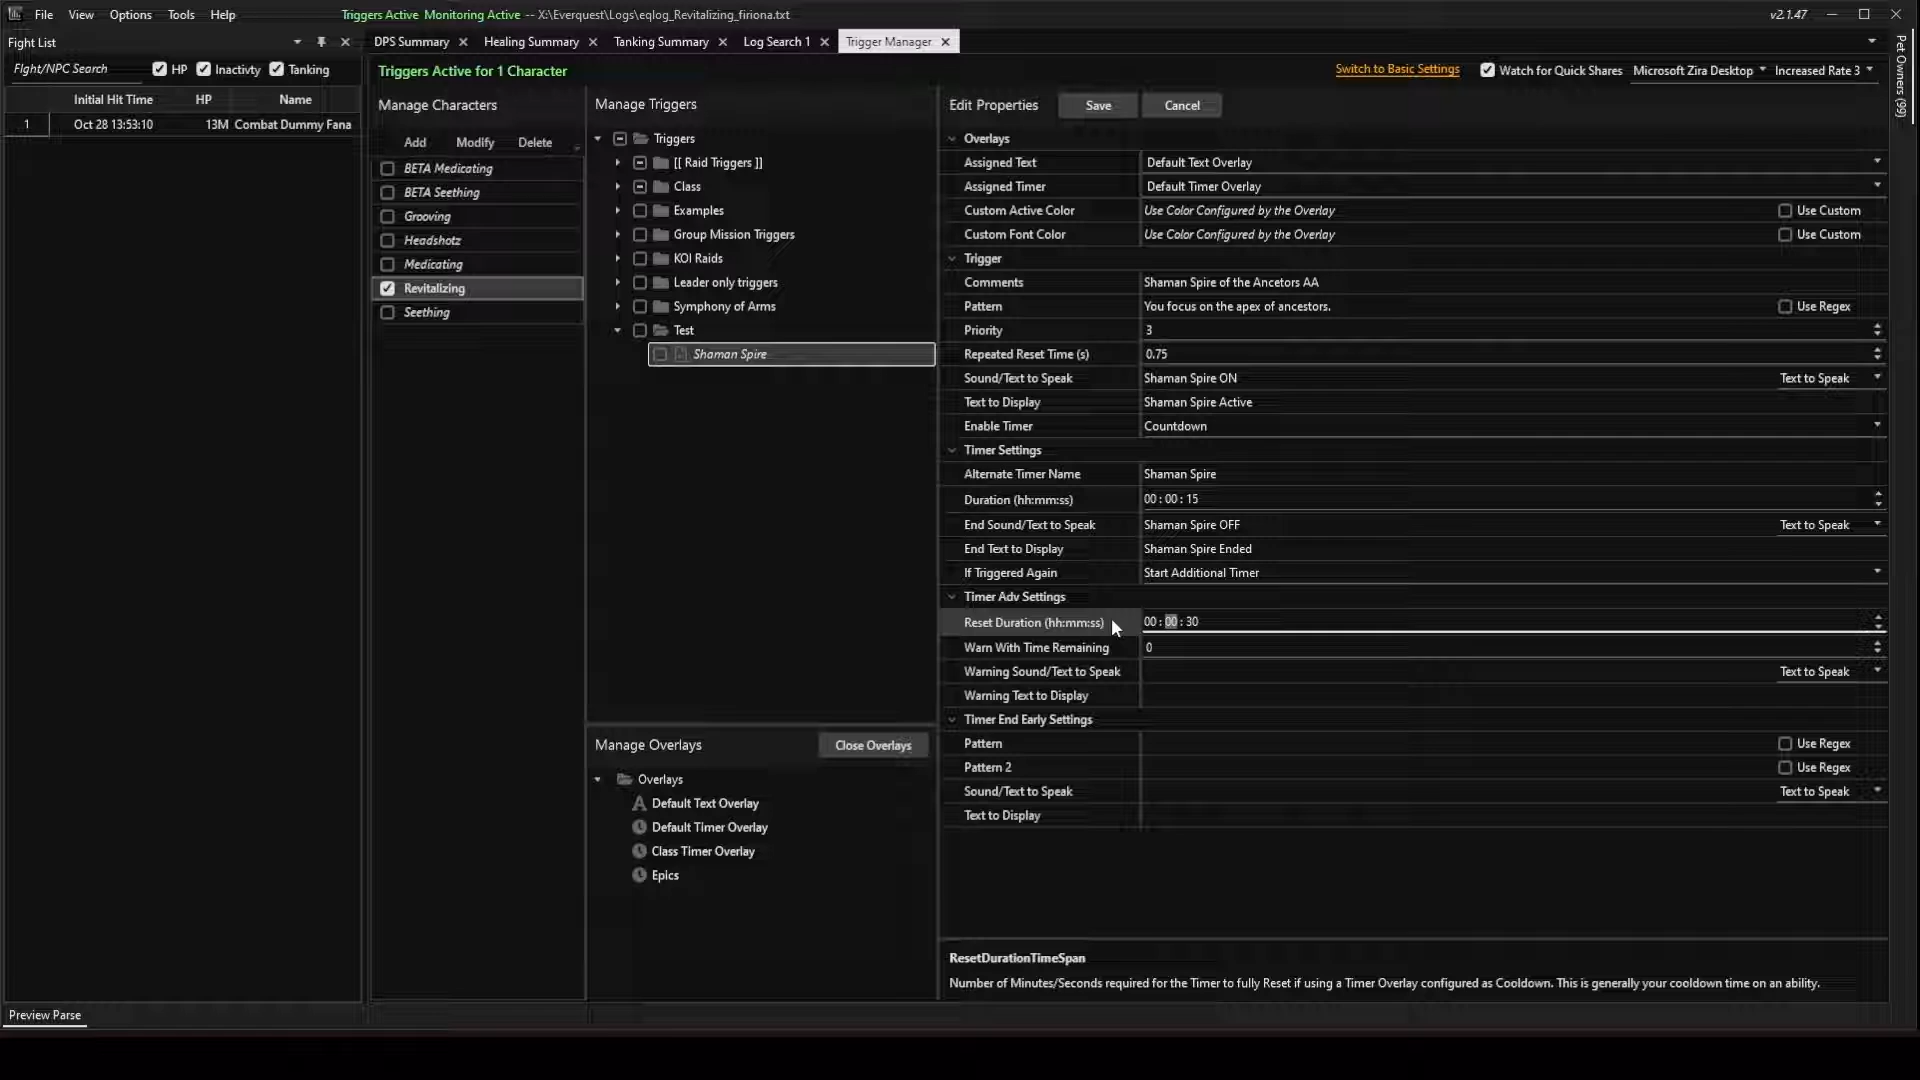 File View Options Tools Help Triggers Active Monitoring Active -- X:\Everquest\Logs\eqlog_Revitalizing_firiona.txt v2.1.47
Fight List
DPS Summary Healing Summary Tanking Summary Log Search 1 Trigger Manager
Fight/NPC Search HP Inactivty Tanking
Triggers Active for 1 Character Switch to Basic Settings Watch for Quick Shares Microsoft Zira Desktop Increased Rate 3
Pet Owners (99)
Initial Hit Time HP Name
1 Oct 28 13:53:10 13M Combat Dummy Fana
Manage Characters
Add Modify Delete
BETA Medicating
BETA Seething
Grooving
Headshotz
Medicating
Revitalizing
Seething
Manage Triggers
Triggers
[[ Raid Triggers ]]
Class
Examples
Group Mission Triggers
KOI Raids
Leader only triggers
Symphony of Arms
Test
Shaman Spire
Manage Overlays Close Overlays
Overlays
Default Text Overlay
Default Timer Overlay
Class Timer Overlay
Epics
Edit Properties Save Cancel
Overlays
Assigned Text Default Text Overlay
Assigned Timer Default Timer Overlay
Custom Active Color Use Color Configured by the Overlay Use Custom
Custom Font Color Use Color Configured by the Overlay Use Custom
Trigger
Comments Shaman Spire of the Ancetors AA
Pattern You focus on the apex of ancestors. Use Regex
Priority 3
Repeated Reset Time (s) 0.75
Sound/Text to Speak Shaman Spire ON Text to Speak
Text to Display Shaman Spire Active
Enable Timer Countdown
Timer Settings
Alternate Timer Name Shaman Spire
Duration (hh:mm:ss) 00 : 00 : 15
End Sound/Text to Speak Shaman Spire OFF Text to Speak
End Text to Display Shaman Spire Ended
If Triggered Again Start Additional Timer
Timer Adv Settings
Reset Duration (hh:mm:ss) 00 : 00 : 30
Warn With Time Remaining 0
Warning Sound/Text to Speak Text to Speak
Warning Text to Display
Timer End Early Settings
Pattern Use Regex
Pattern 2 Use Regex
Sound/Text to Speak Text to Speak
Text to Display
ResetDurationTimeSpan
Number of Minutes/Seconds required for the Timer to fully Reset if using a Timer Overlay configured as Cooldown. This is generally your cooldown time on an ability.
Preview Parse